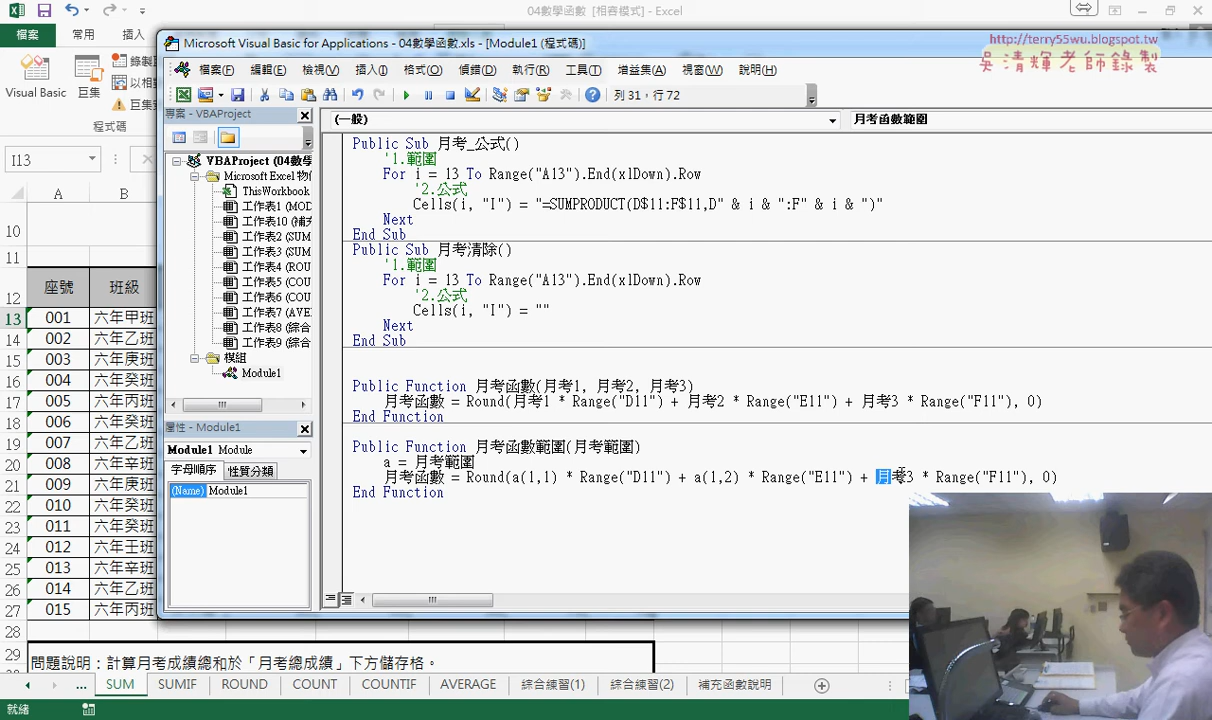 04數學函數 [相容模式] - Excel
檔案
常用
插入
http://terry55wu.blogspot.tw
吳清輝老師錄製
Visual Basic
巨集
程式碼
Microsoft Visual Basic for Applications - 04數學函數.xls - [Module1 (程式碼)]
檔案(F) 編輯(E) 檢視(V) 插入(I) 格式(O) 偵錯(D) 執行(R) 工具(T) 增益集(A) 視窗(W) 說明(H)
列 31，行 72
專案 - VBAProject
VBAProject (04數學
Microsoft Excel 物件
ThisWorkbook
工作表1 (MOD
工作表10 (補充
工作表2 (SUM
工作表3 (SUM
工作表4 (ROU
工作表5 (COU
工作表6 (COU
工作表7 (AVE
工作表8 (綜合
工作表9 (綜合
模組
Module1
屬性 - Module1
Module1 Module
字母順序 性質分類
(Name) Module1
(一般)
月考函數範圍
Public Sub 月考_公式()
'1.範圍
For i = 13 To Range("A13").End(xlDown).Row
'2.公式
Cells(i, "I") = "=SUMPRODUCT(D$11:F$11,D" & i & ":F" & i & ")"
Next
End Sub
Public Sub 月考清除()
'1.範圍
For i = 13 To Range("A13").End(xlDown).Row
'2.公式
Cells(i, "I") = ""
Next
End Sub
Public Function 月考函數(月考1, 月考2, 月考3)
月考函數 = Round(月考1 * Range("D11") + 月考2 * Range("E11") + 月考3 * Range("F11"), 0)
End Function
Public Function 月考函數範圍(月考範圍)
a = 月考範圍
月考函數 = Round(a(1,1) * Range("D11") + a(1,2) * Range("E11") + 月考3 * Range("F11"), 0)
End Function
I13
A B
10
11
12 座號 班級
13 001 六年甲班
14 002 六年乙班
15 003 六年庚班
16 004 六年癸班
17 005 六年丙班
18 006 六年癸班
19 007 六年乙班
20 008 六年辛班
21 009 六年庚班
22 010 六年癸班
23 011 六年癸班
24 012 六年壬班
25 013 六年辛班
26 014 六年乙班
27 015 六年丙班
28
29 問題說明：計算月考成績總和於「月考總成績」下方儲存格。
... SUM SUMIF ROUND COUNT COUNTIF AVERAGE 綜合練習(1) 綜合練習(2) 補充函數說明
就緒